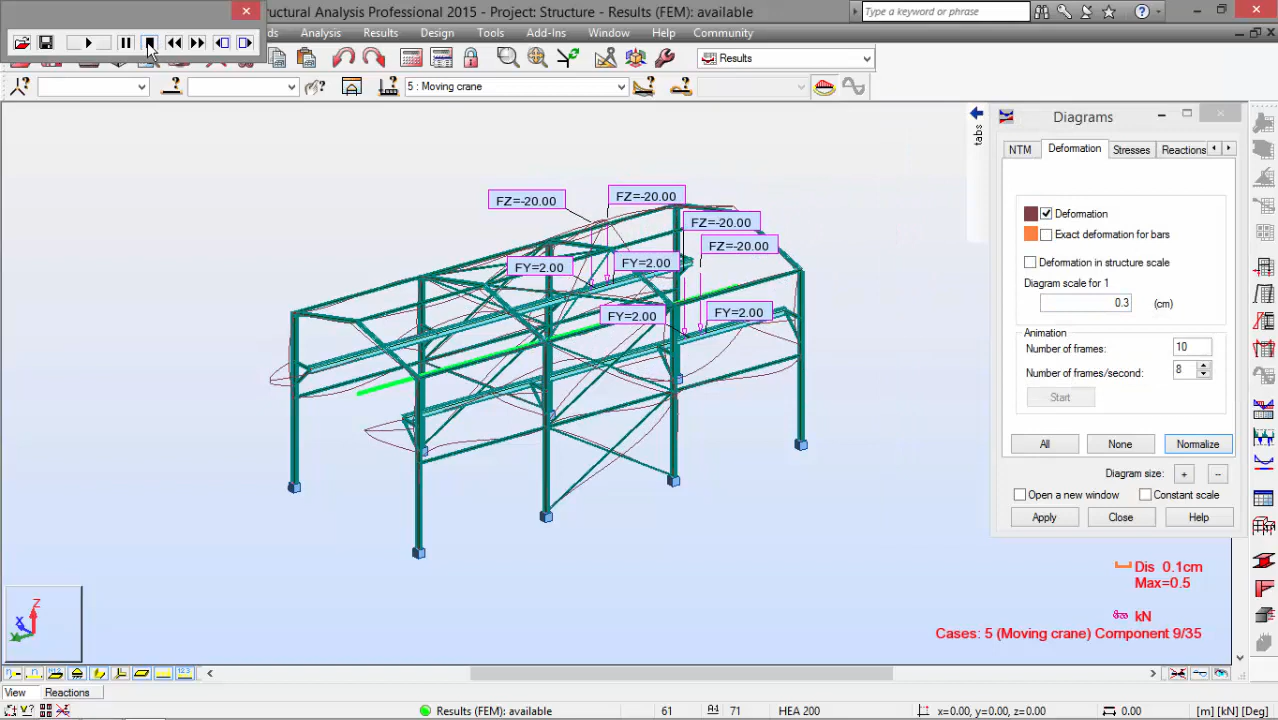 ructural Analysis Professional 2015 - Project: Structure - Results (FEM): available
Type a keyword or phrase
ds Analysis Results Design Tools Add-Ins Window Help Community
Results
5 : Moving crane
tabs
Diagrams
NTM Deformation Stresses Reactions
Deformation
Exact deformation for bars
Deformation in structure scale
Diagram scale for 1
0.3 (cm)
Animation
Number of frames: 10
Number of frames/second: 8
Start
All None Normalize
Diagram size: + --
Open a new window Constant scale
Apply Close Help
FZ=-20.00 FZ=-20.00
FZ=-20.00
FZ=-20.00
FY=2.00 FY=2.00
FY=2.00 FY=2.00
Dis 0.1cm
Max=0.5
kN
Cases: 5 (Moving crane) Component 9/35
Z
X
Y
View Reactions
Results (FEM): available 61 71 HEA 200 x=0.00, y=0.00, z=0.00 0.00 [m] [kN] [Deg]